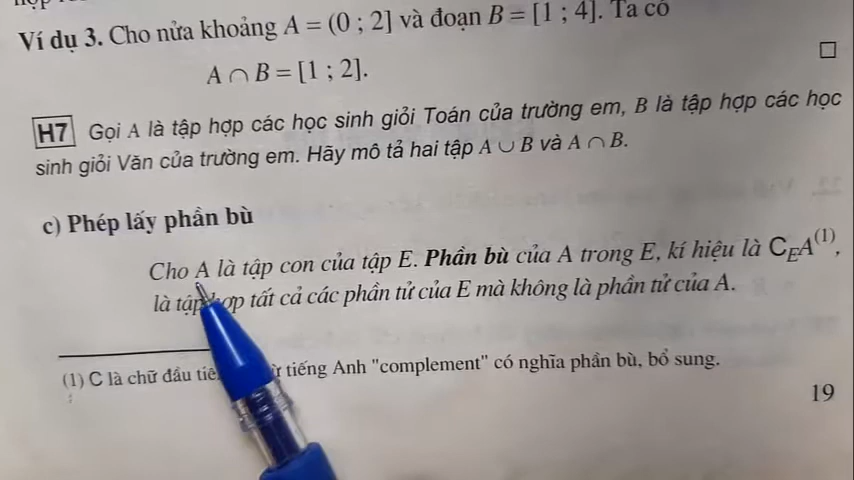 Ví dụ 3. Cho nửa khoảng A = (0 ; 2] và đoạn B = [1 ; 4]. Ta có
A ∩ B = [1 ; 2].
H7 Gọi A là tập hợp các học sinh giỏi Toán của trường em, B là tập hợp các học
sinh giỏi Văn của trường em. Hãy mô tả hai tập A ∪ B và A ∩ B.
c) Phép lấy phần bù
Cho A là tập con của tập E. Phần bù của A trong E, kí hiệu là C_E A^(1),
là tập hợp tất cả các phần tử của E mà không là phần tử của A.
(1) C là chữ đầu tiên từ tiếng Anh "complement" có nghĩa phần bù, bổ sung.
19